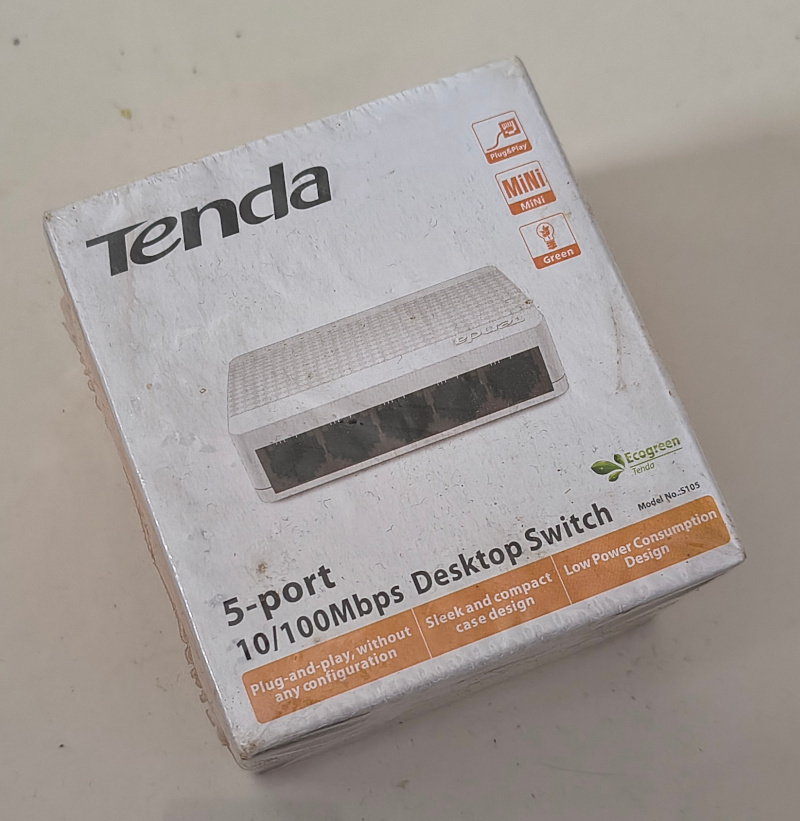 Tenda
Plug&Play
MiNi
MiNi
Green
Tenda
Ecogreen
Tenda
Model No.:S105
5-port
10/100Mbps Desktop Switch
Plug-and-play, without
any configuration
Sleek and compact
case design
Low Power Consumption
Design